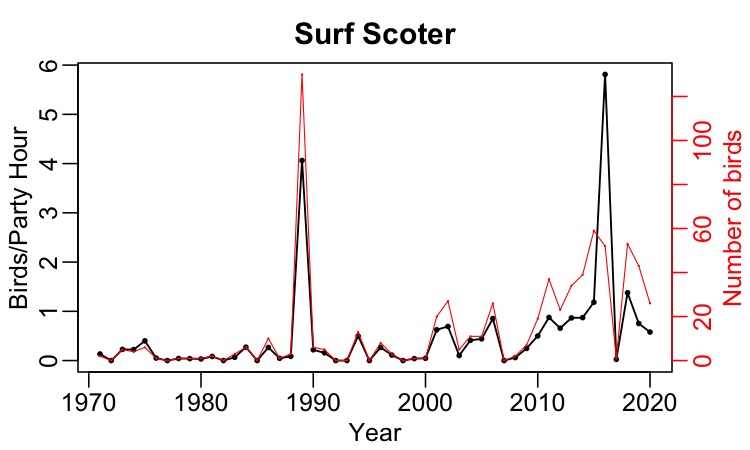 Surf Scoter
Birds/Party Hour
0 1 2 3 4 5 6
Number of birds
0 20 60 100
1970 1980 1990 2000 2010 2020
Year